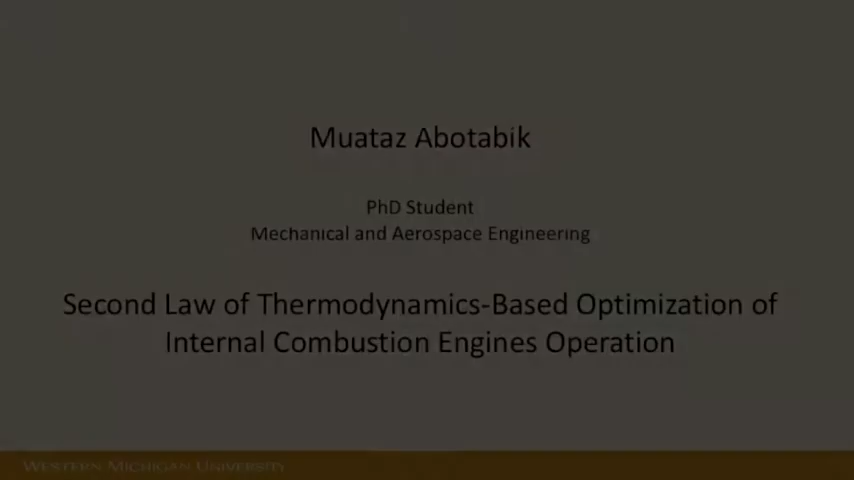 Muataz Abotabik
PhD Student
Mechanical and Aerospace Engineering
Second Law of Thermodynamics-Based Optimization of
Internal Combustion Engines Operation
WESTERN MICHIGAN UNIVERSITY